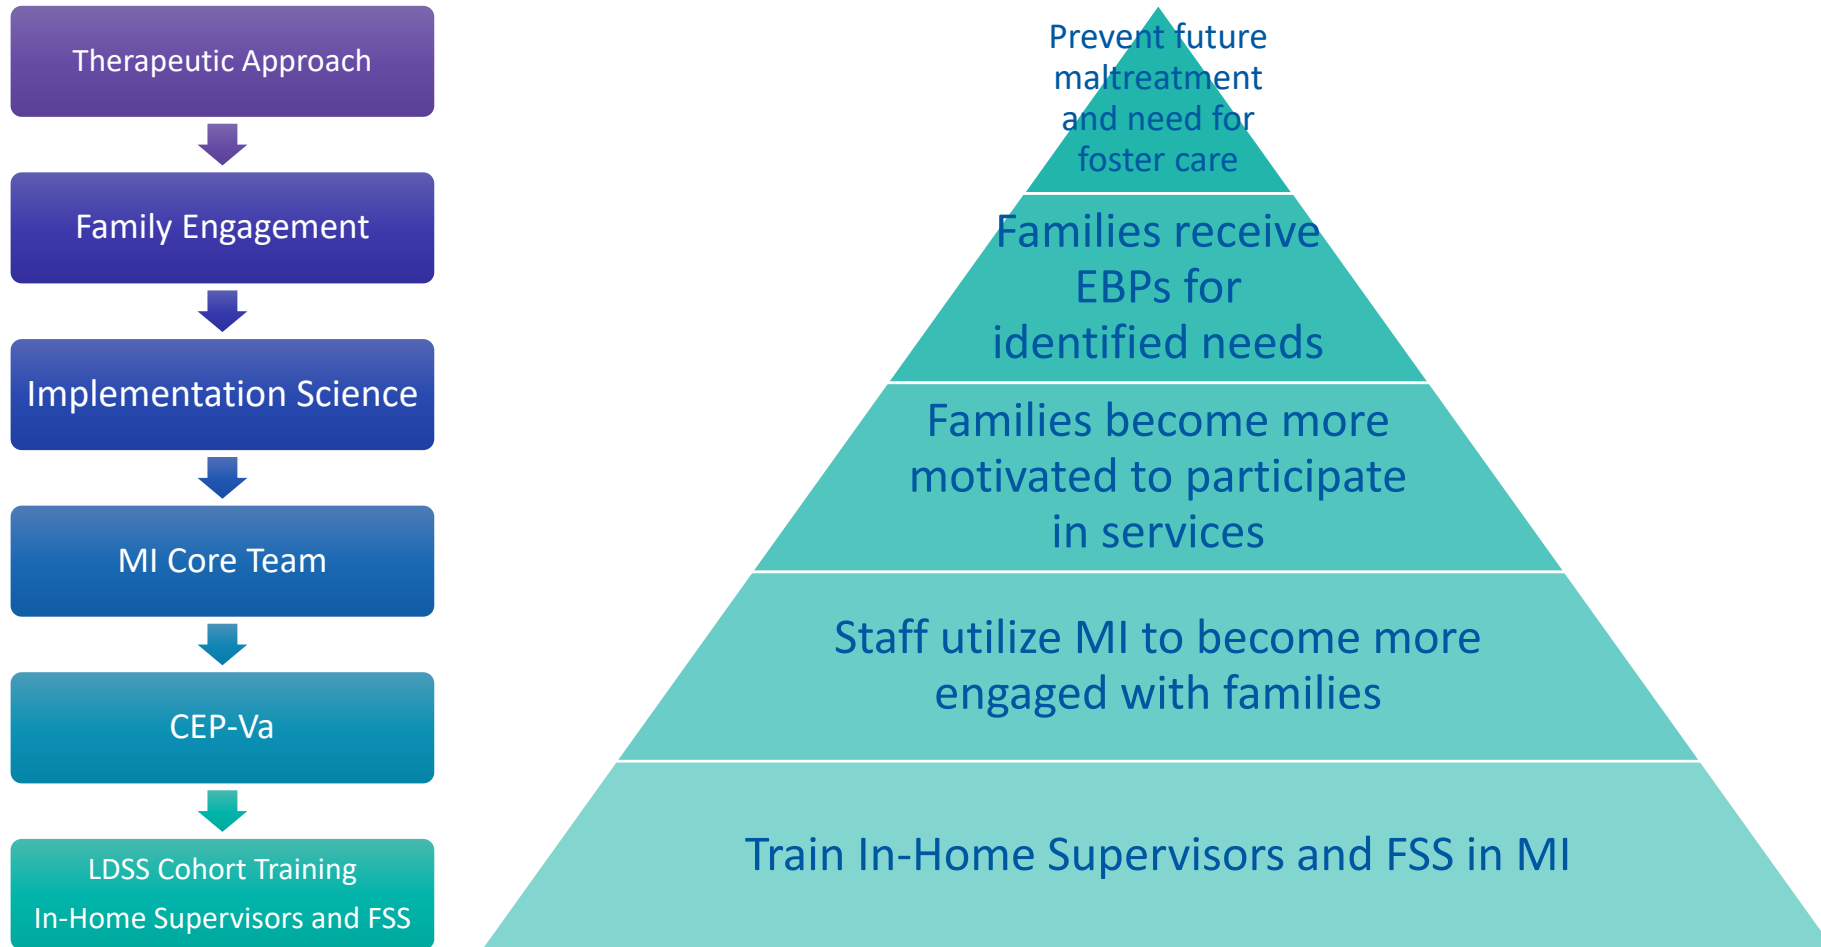 Therapeutic Approach
Family Engagement
Implementation Science
MI Core Team
CEP-Va
LDSS Cohort Training
In-Home Supervisors and FSS
Prevent future
maltreatment
and need for
foster care
Families receive
EBPs for
identified needs
Families become more
motivated to participate
in services
Staff utilize MI to become more
engaged with families
Train In-Home Supervisors and FSS in MI